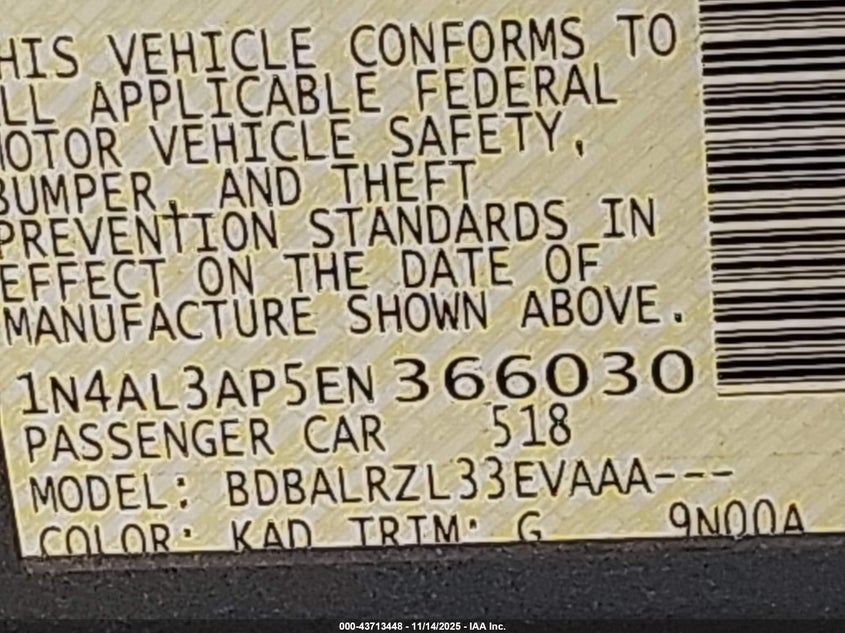 HIS VEHICLE CONFORMS TO
LL APPLICABLE FEDERAL
OTOR VEHICLE SAFETY,
BUMPER, AND THEFT
PREVENTION STANDARDS IN
EFFECT ON THE DATE OF
MANUFACTURE SHOWN ABOVE.
1N4AL3AP5EN 366030
PASSENGER CAR 518
MODEL: BDBALRZL33EVAAA---
COLOR: KAD TRIM: G 9N00A
000-43713448 - 11/14/2025 - IAA Inc.